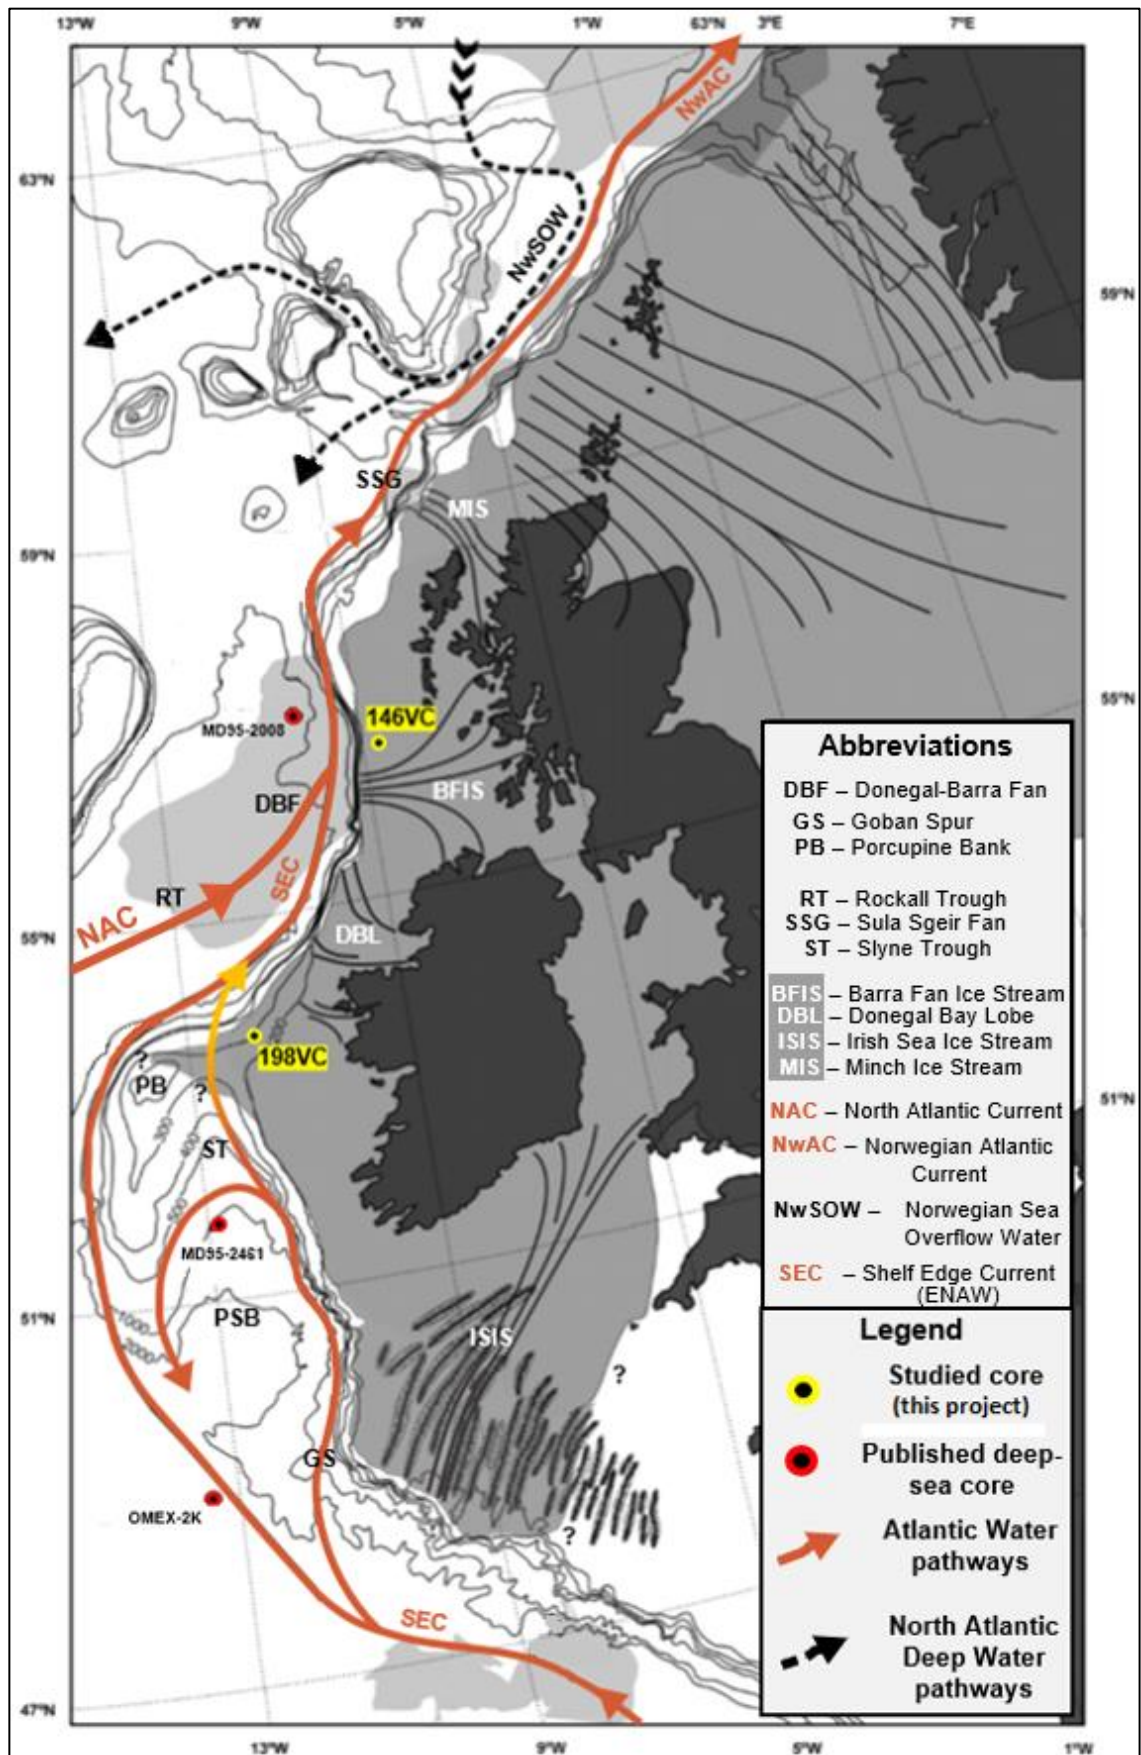 13°W 9°W 5°W 1°W 63°N 3°E 7°E
63°N
59°N
55°N
51°N
59°N
55°N
51°N
47°N
13°W 9°W 5°W 1°W
NwAC
NwSOW
SSG
MIS
146VC
MD95-2008
BFIS
DBF
SEC
RT
NAC
DBL
198VC
?
PB
?
300
400
ST
500
MD95-2461
PSB
1000
2000
ISIS
?
GS
OMEX-2K
?
SEC
Abbreviations
DBF – Donegal-Barra Fan
GS – Goban Spur
PB – Porcupine Bank
RT – Rockall Trough
SSG – Sula Sgeir Fan
ST – Slyne Trough
BFIS – Barra Fan Ice Stream
DBL – Donegal Bay Lobe
ISIS – Irish Sea Ice Stream
MIS – Minch Ice Stream
NAC – North Atlantic Current
NwAC – Norwegian Atlantic
Current
NwSOW – Norwegian Sea
Overflow Water
SEC – Shelf Edge Current
(ENAW)
Legend
Studied core
(this project)
Published deep-
sea core
Atlantic Water
pathways
North Atlantic
Deep Water
pathways